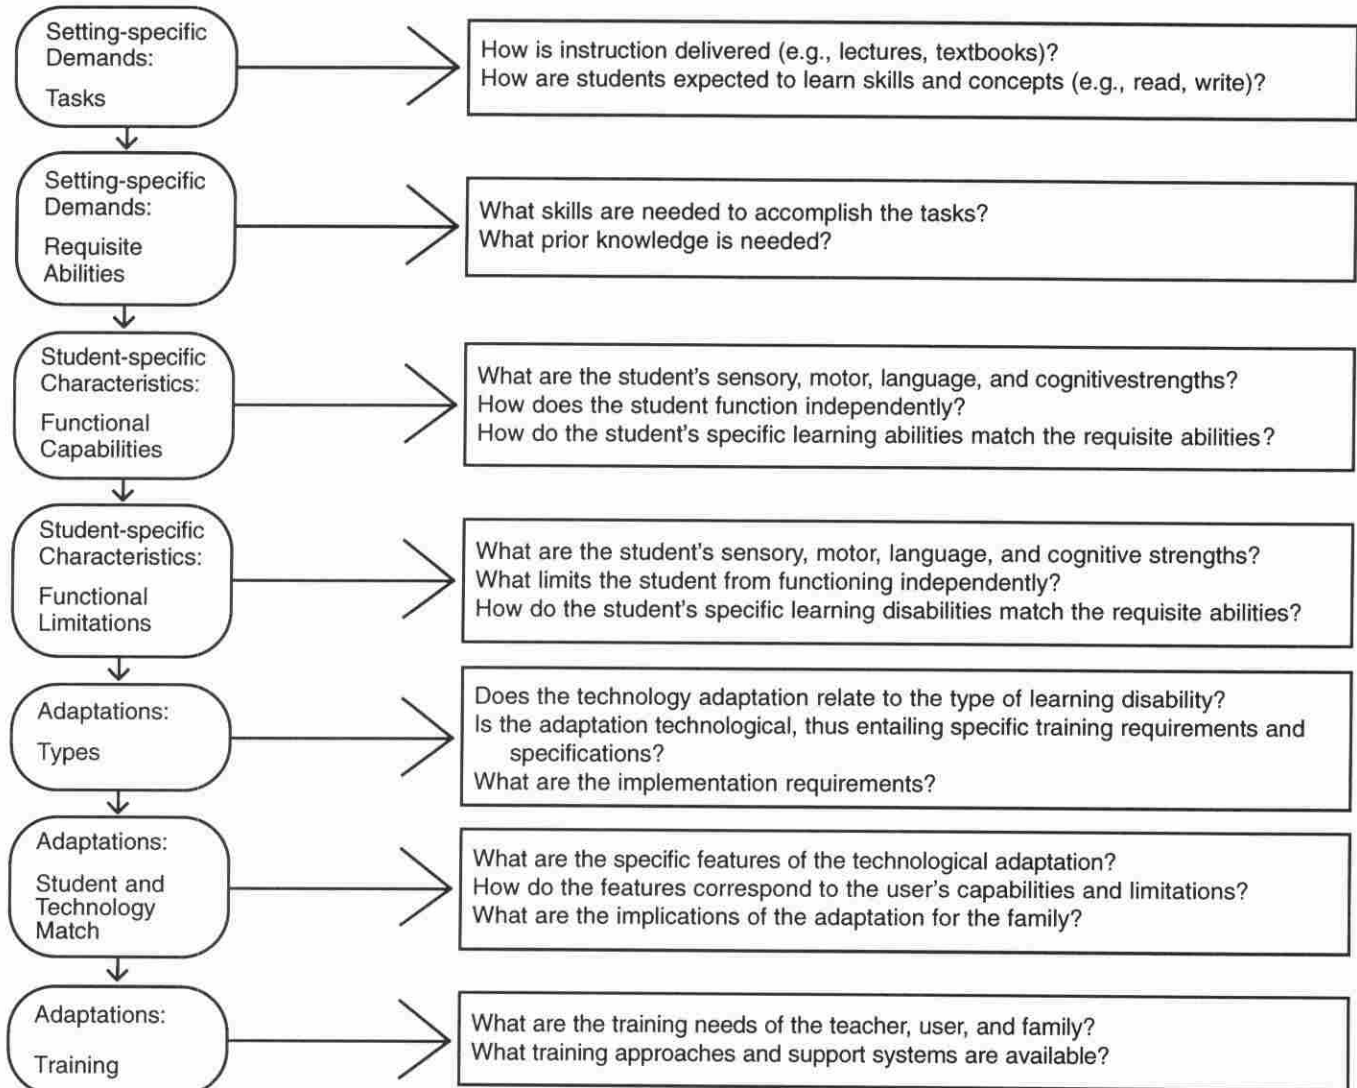 Setting-specific
Demands:
Tasks
How is instruction delivered (e.g., lectures, textbooks)?
How are students expected to learn skills and concepts (e.g., read, write)?
Setting-specific
Demands:
Requisite
Abilities
What skills are needed to accomplish the tasks?
What prior knowledge is needed?
Student-specific
Characteristics:
Functional
Capabilities
What are the student's sensory, motor, language, and cognitivestrengths?
How does the student function independently?
How do the student's specific learning abilities match the requisite abilities?
Student-specific
Characteristics:
Functional
Limitations
What are the student's sensory, motor, language, and cognitive strengths?
What limits the student from functioning independently?
How do the student's specific learning disabilities match the requisite abilities?
Adaptations:
Types
Does the technology adaptation relate to the type of learning disability?
Is the adaptation technological, thus entailing specific training requirements and
specifications?
What are the implementation requirements?
Adaptations:
Student and
Technology
Match
What are the specific features of the technological adaptation?
How do the features correspond to the user's capabilities and limitations?
What are the implications of the adaptation for the family?
Adaptations:
Training
What are the training needs of the teacher, user, and family?
What training approaches and support systems are available?